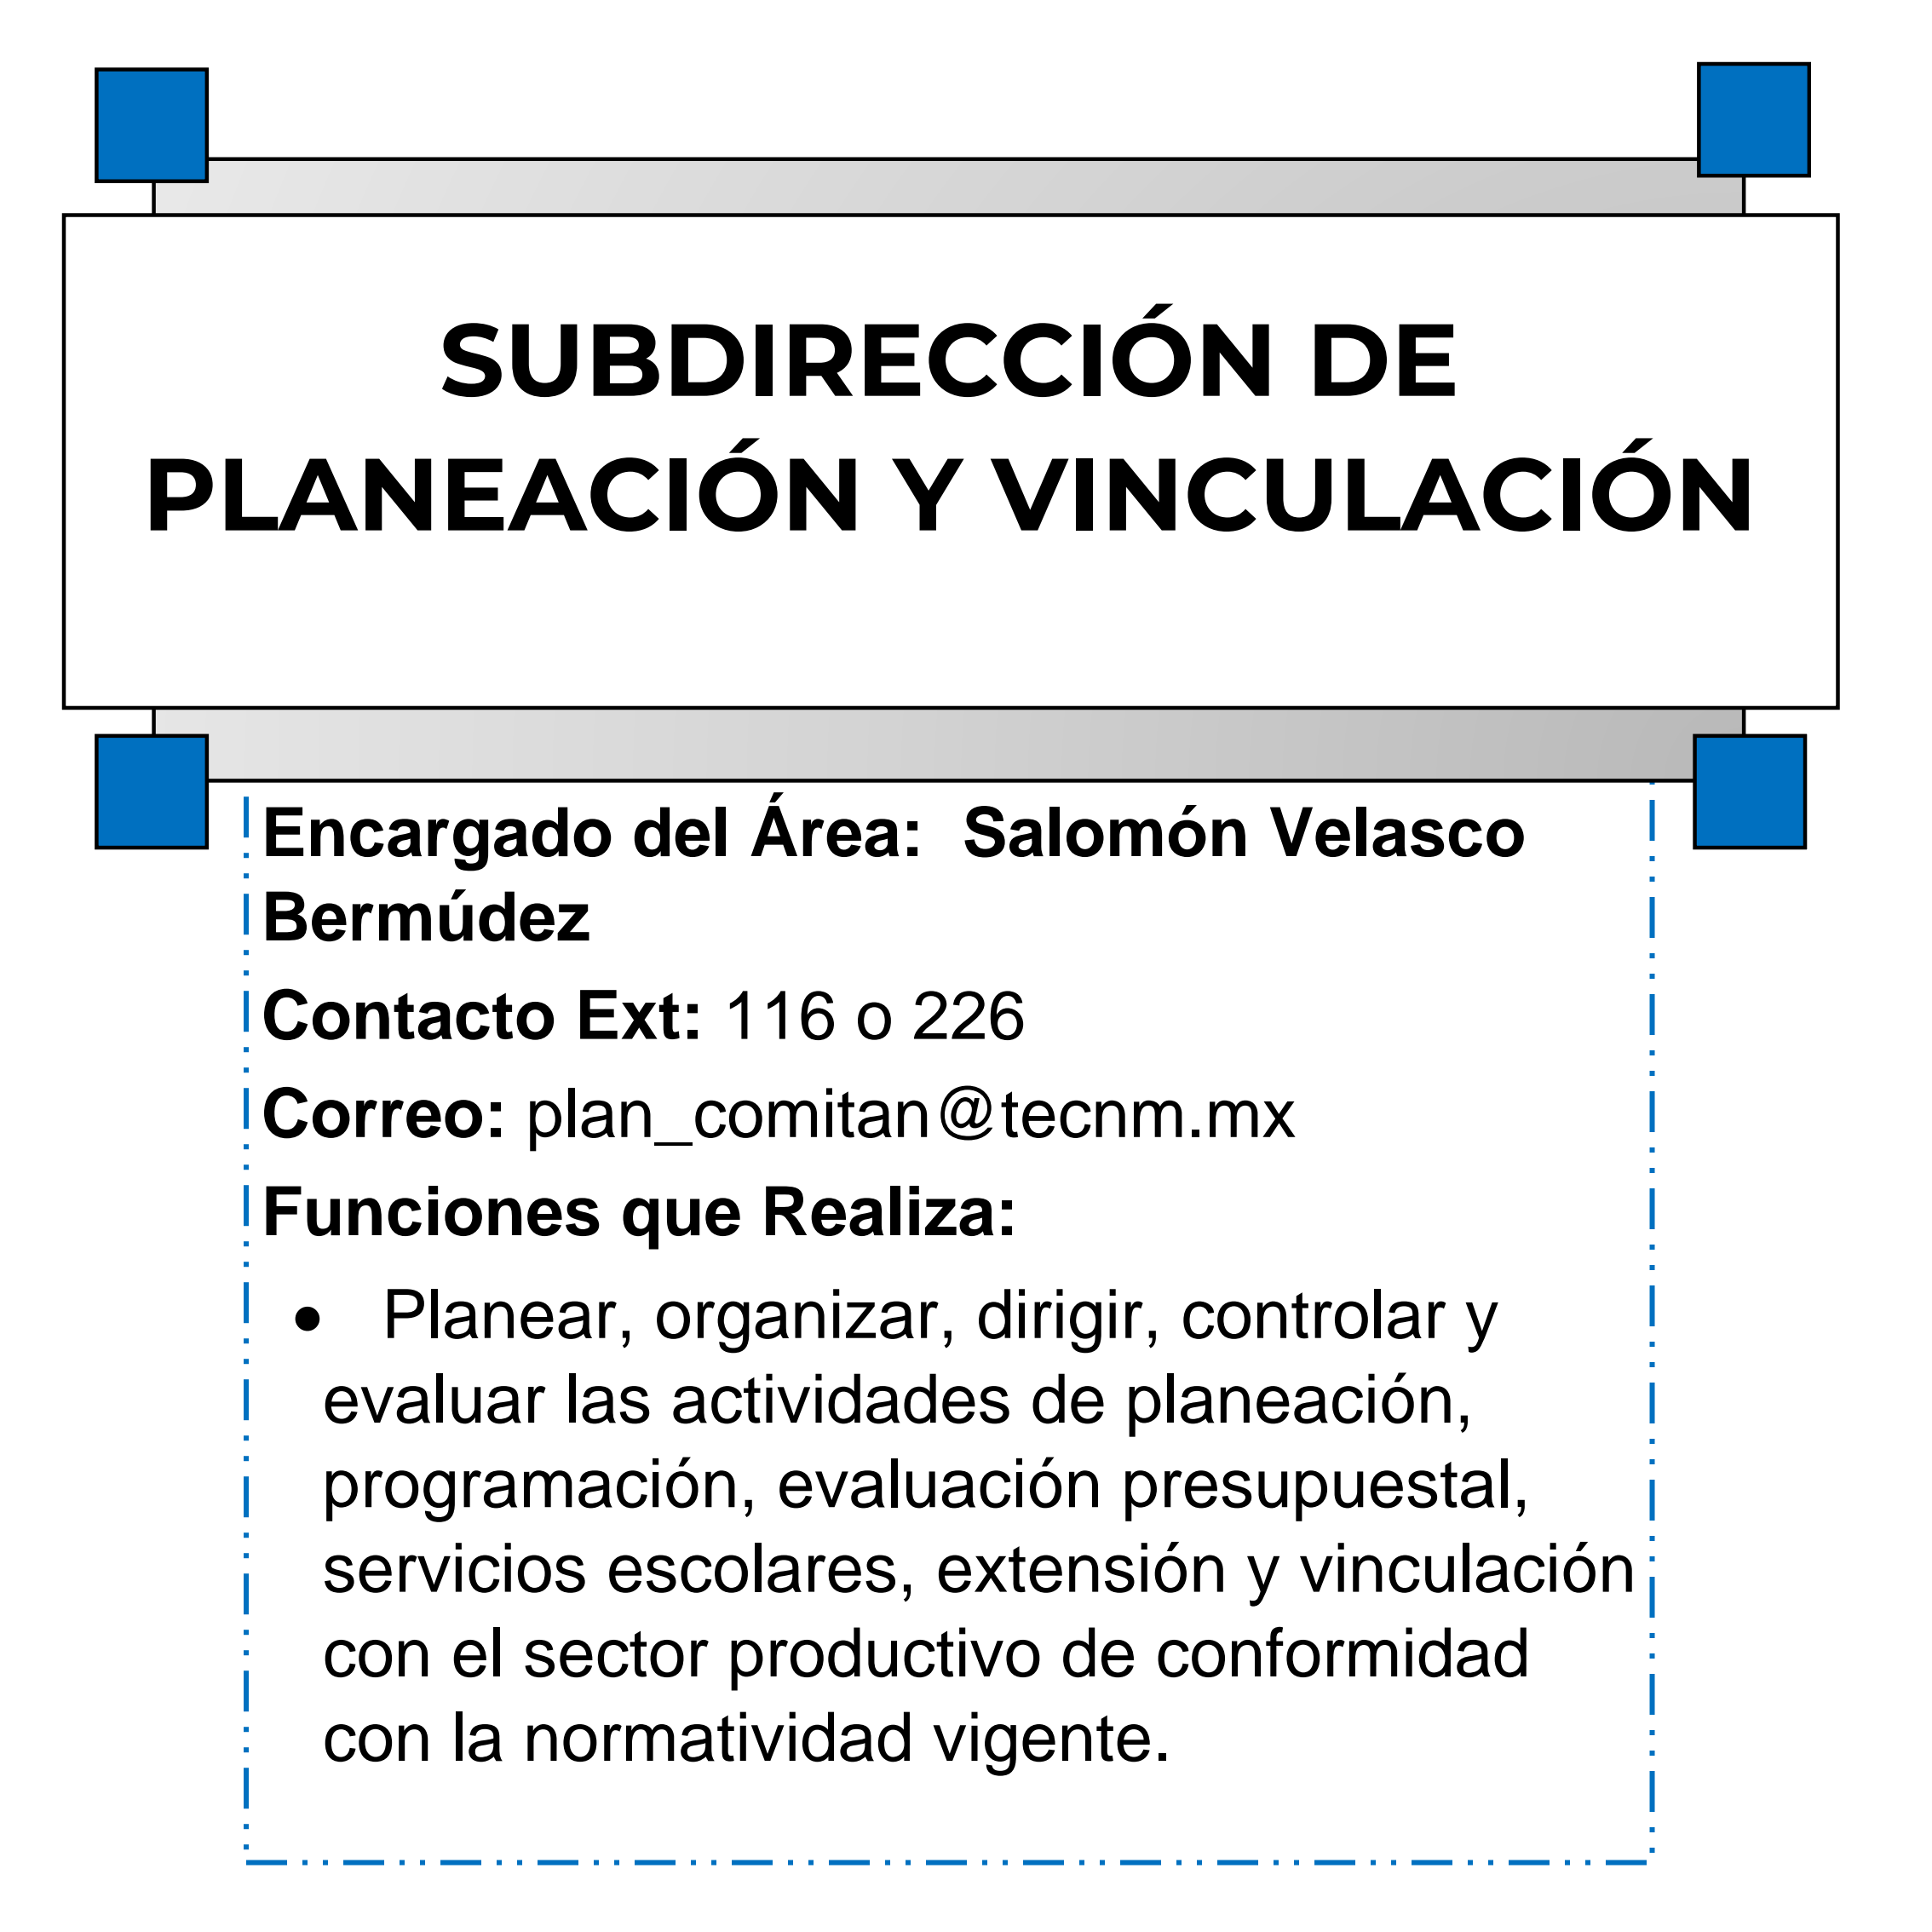 SUBDIRECCIÓN DE
PLANEACIÓN Y VINCULACIÓN
Encargado del Área: Salomón Velasco
Bermúdez
Contacto Ext: 116 o 226
Correo: plan_comitan@tecnm.mx
Funciones que Realiza:
• Planear, organizar, dirigir, controlar y
evaluar las actividades de planeación,
programación, evaluación presupuestal,
servicios escolares, extensión y vinculación
con el sector productivo de conformidad
con la normatividad vigente.